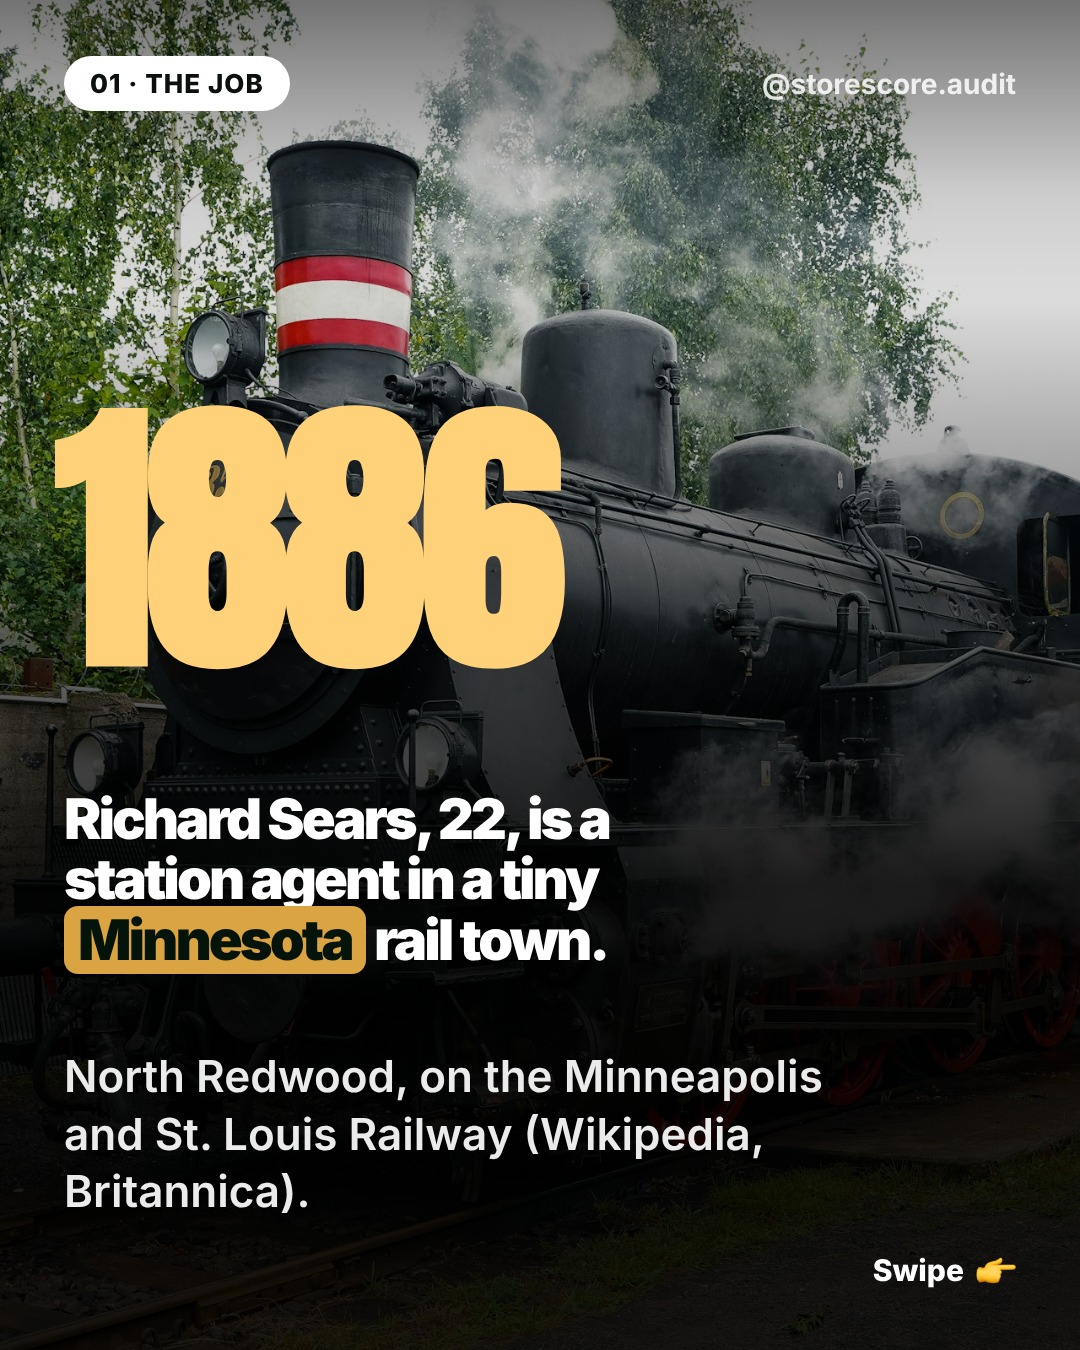 01 · THE JOB
@storescore.audit
1886
Richard Sears, 22, is a
station agent in a tiny
Minnesota rail town.
North Redwood, on the Minneapolis
and St. Louis Railway (Wikipedia,
Britannica).
Swipe 👉